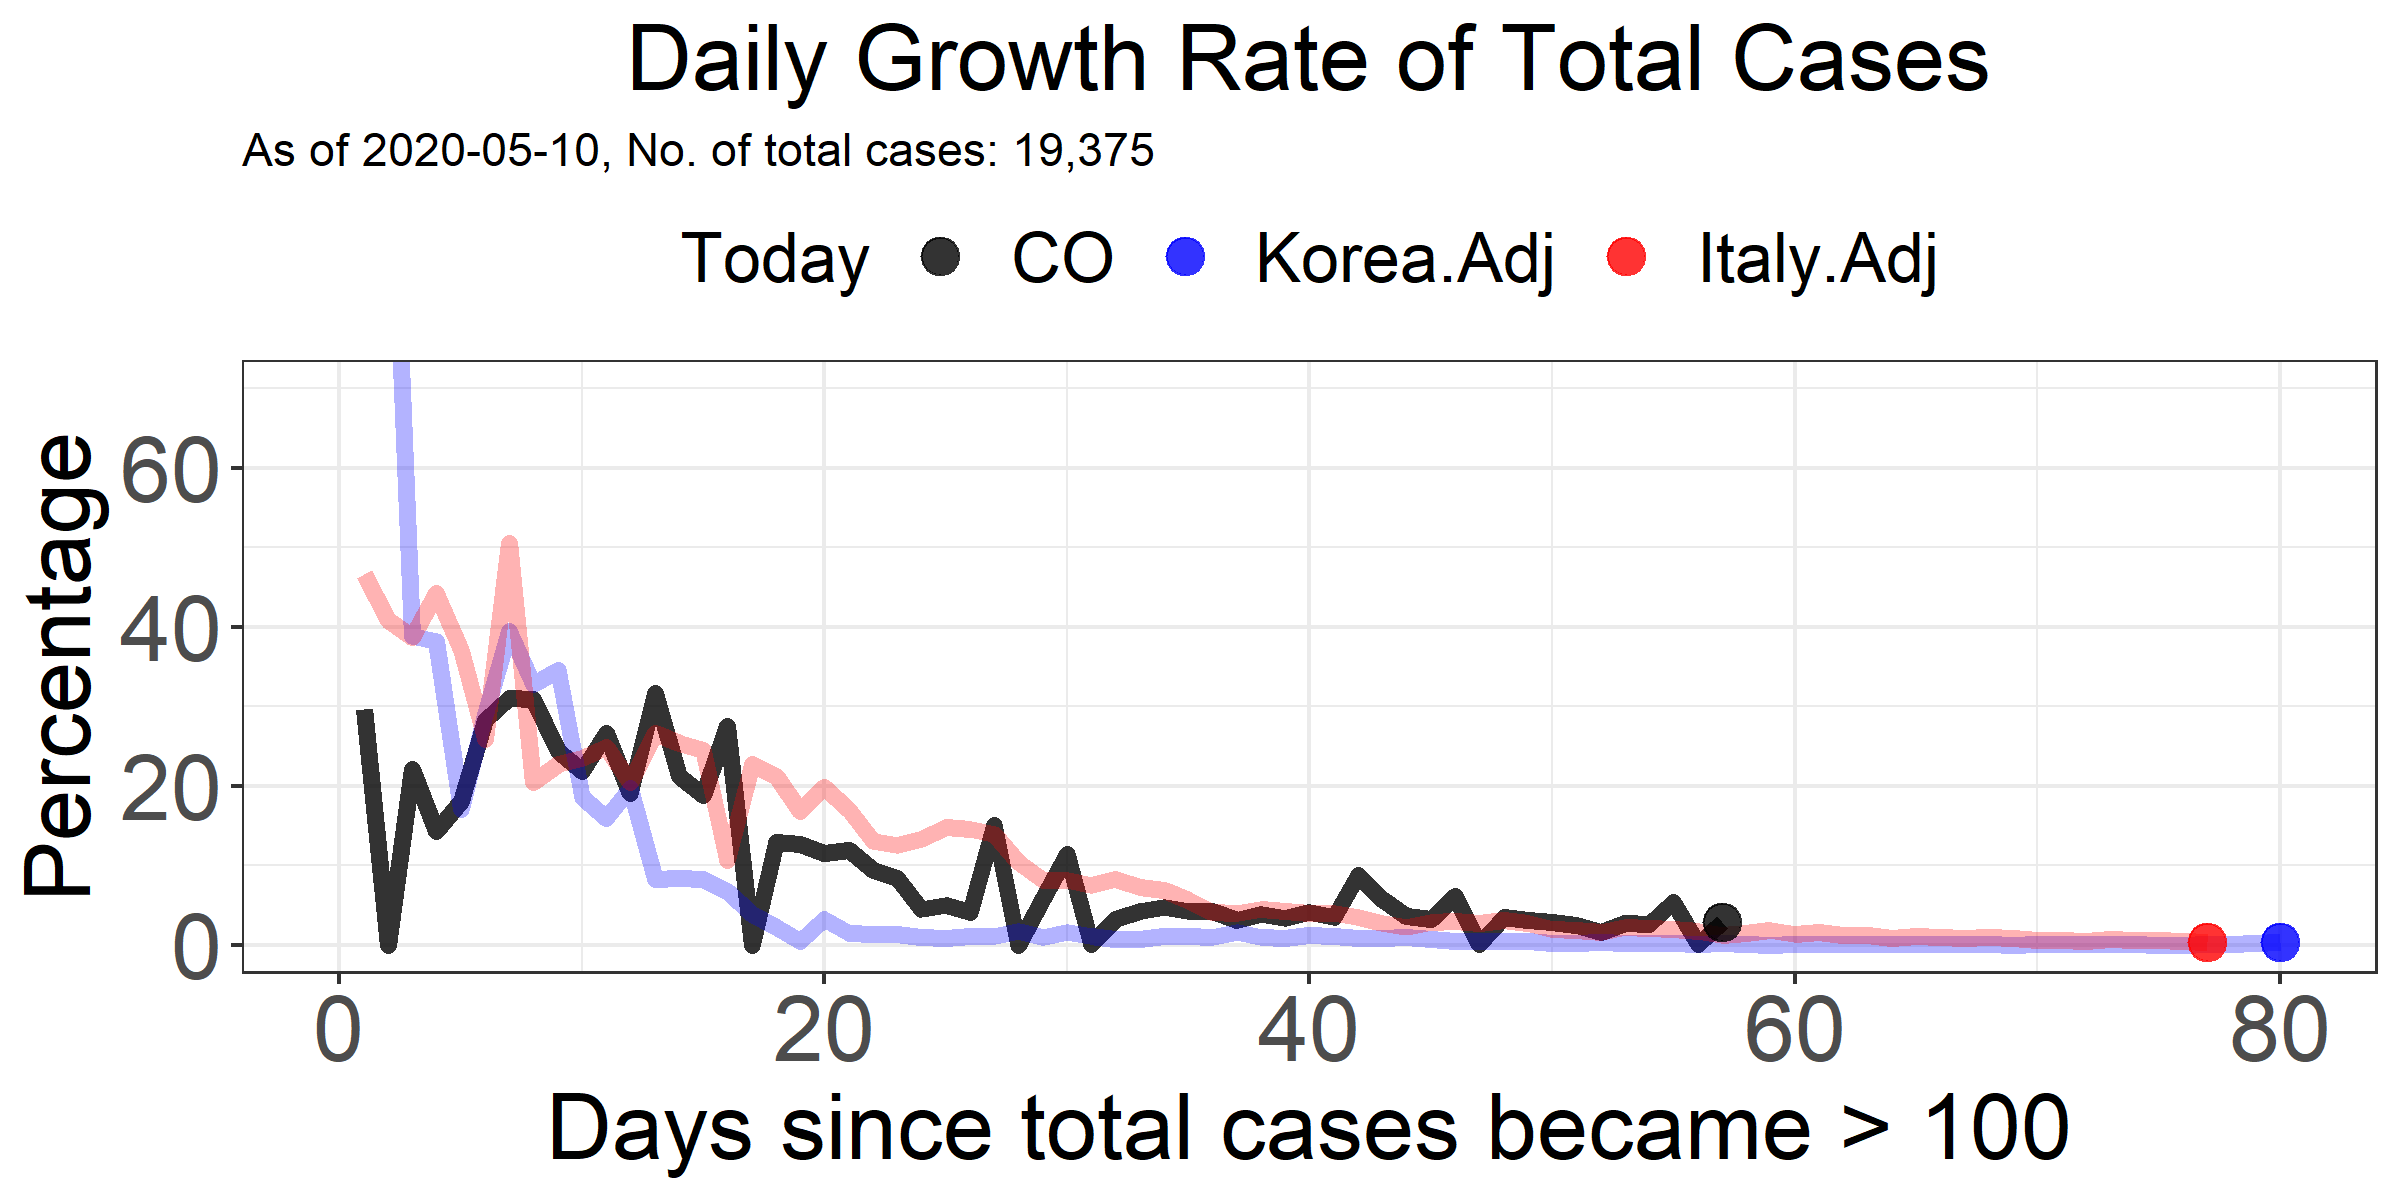 Daily Growth Rate of Total Cases
As of 2020-05-10, No. of total cases: 19,375
Today CO Korea.Adj Italy.Adj
Percentage
60
40
20
0
0 20 40 60 80
Days since total cases became > 100